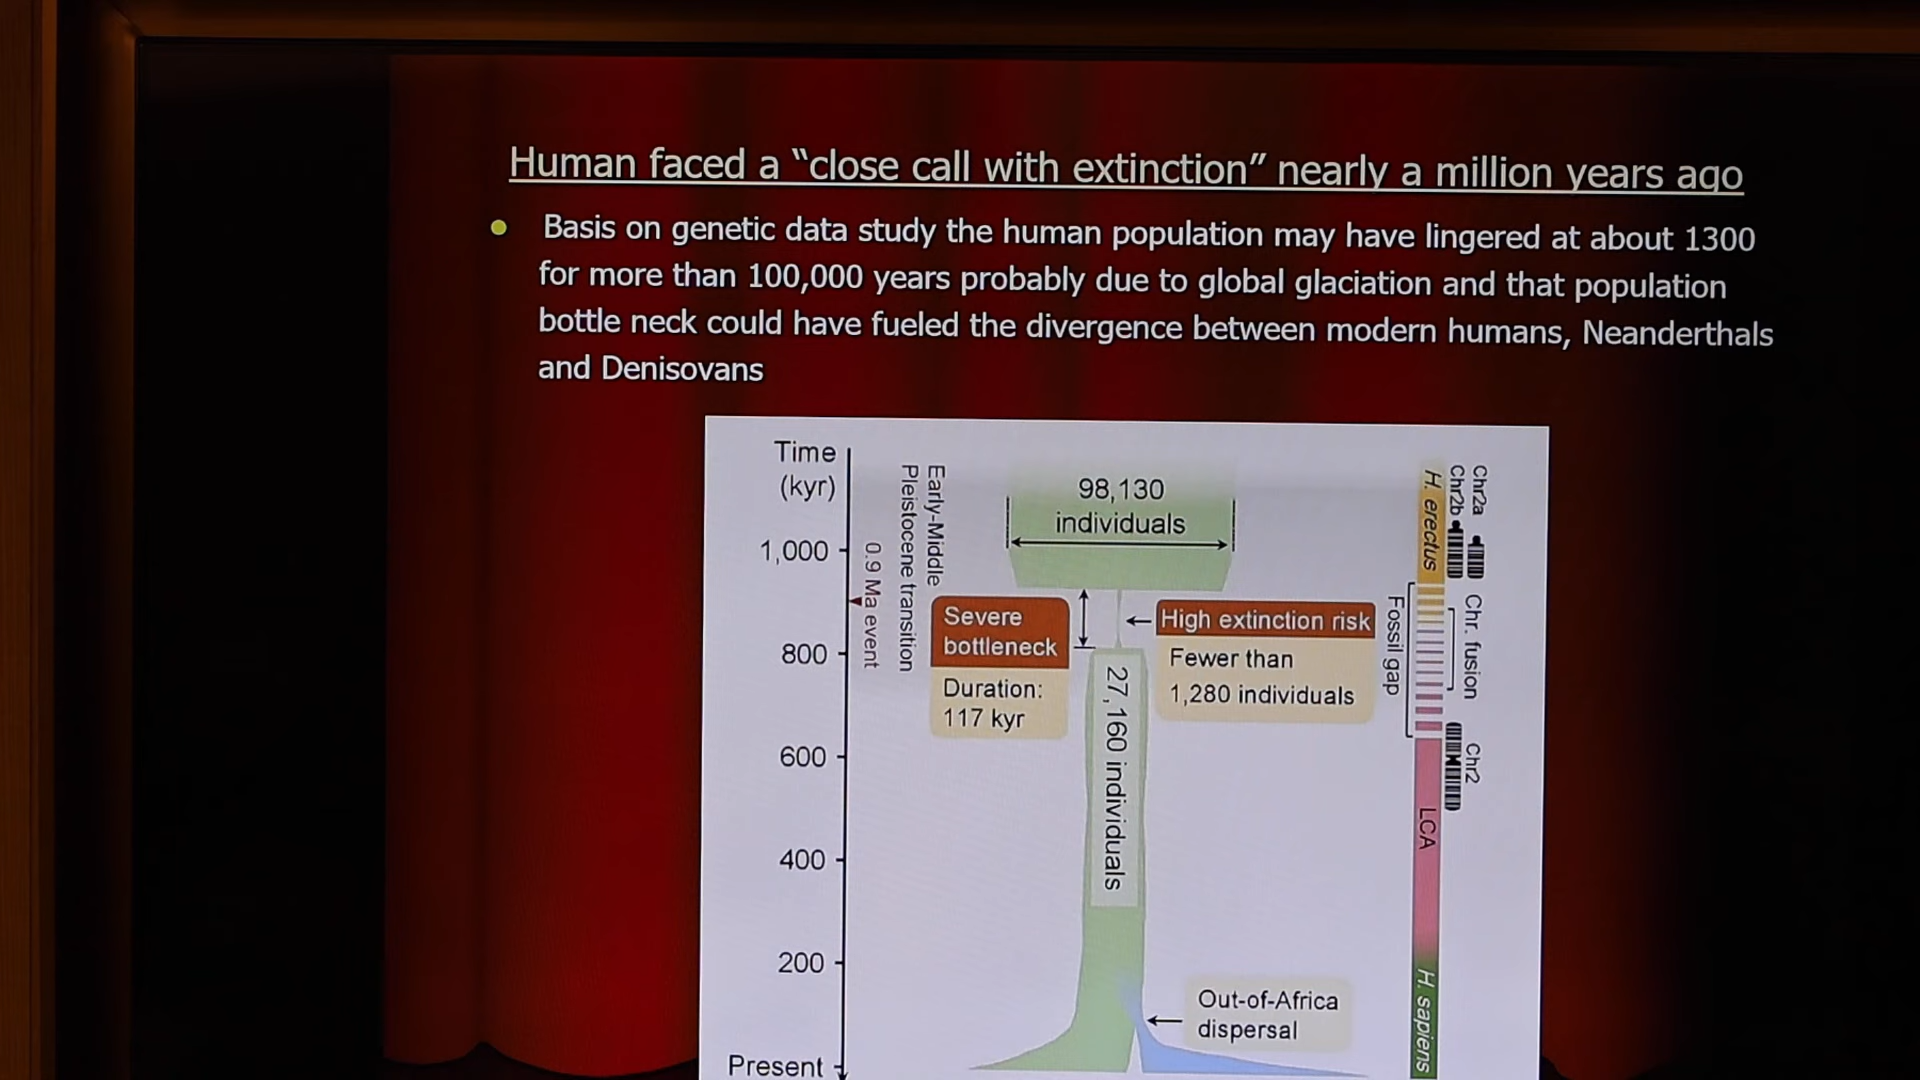 Human faced a “close call with extinction” nearly a million years ago
Basis on genetic data study the human population may have lingered at about 1300
for more than 100,000 years probably due to global glaciation and that population
bottle neck could have fueled the divergence between modern humans, Neanderthals
and Denisovans
Time
(kyr)
1,000
800
600
400
200
Present
0.9 Ma event
Early-Middle
Pleistocene transition
98,130
individuals
Severe
bottleneck
Duration:
117 kyr
High extinction risk
Fewer than
1,280 individuals
27,160 individuals
Out-of-Africa
dispersal
Fossil gap
H. erectus
LCA
H. sapiens
Chr2a
Chr2b
Chr. fusion
Chr2